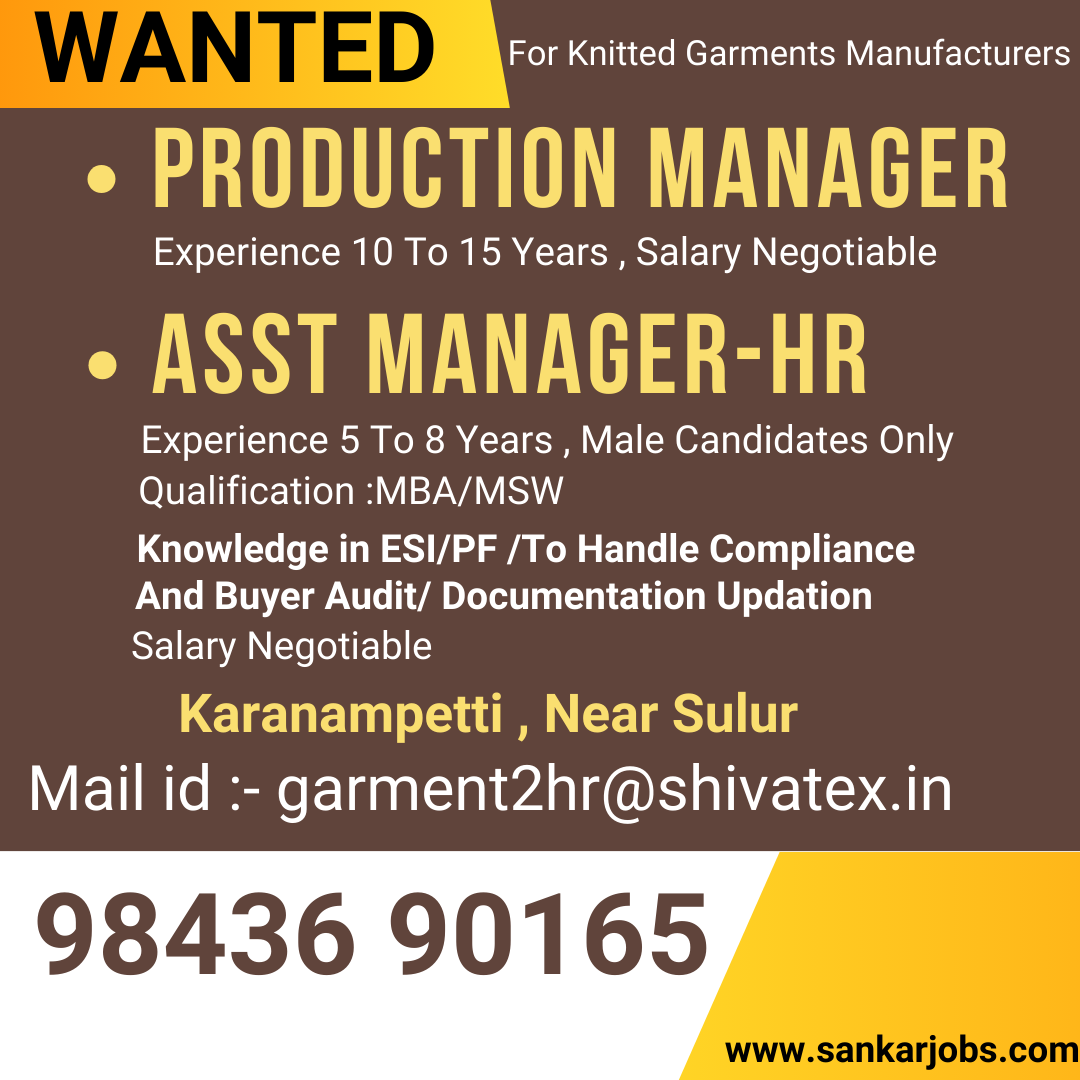 WANTED
For Knitted Garments Manufacturers
• PRODUCTION MANAGER
Experience 10 To 15 Years , Salary Negotiable
• ASST MANAGER-HR
Experience 5 To 8 Years , Male Candidates Only
Qualification :MBA/MSW
Knowledge in ESI/PF /To Handle Compliance
And Buyer Audit/ Documentation Updation
Salary Negotiable
Karanampetti , Near Sulur
Mail id :- garment2hr@shivatex.in
98436 90165
www.sankarjobs.com